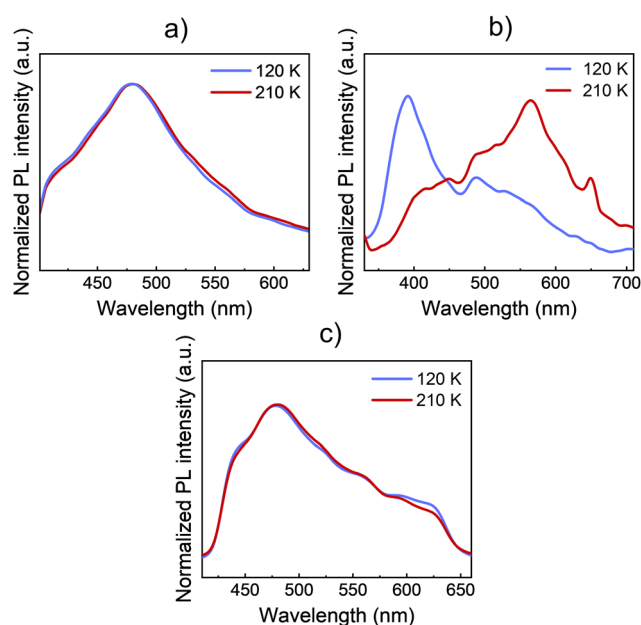 a)
Normalized PL intensity (a.u.)
120 K
210 K
450 500 550 600
Wavelength (nm)
b)
Normalized PL intensity (a.u.)
120 K
210 K
400 500 600 700
Wavelength (nm)
c)
Normalized PL intensity (a.u.)
120 K
210 K
450 500 550 600 650
Wavelength (nm)